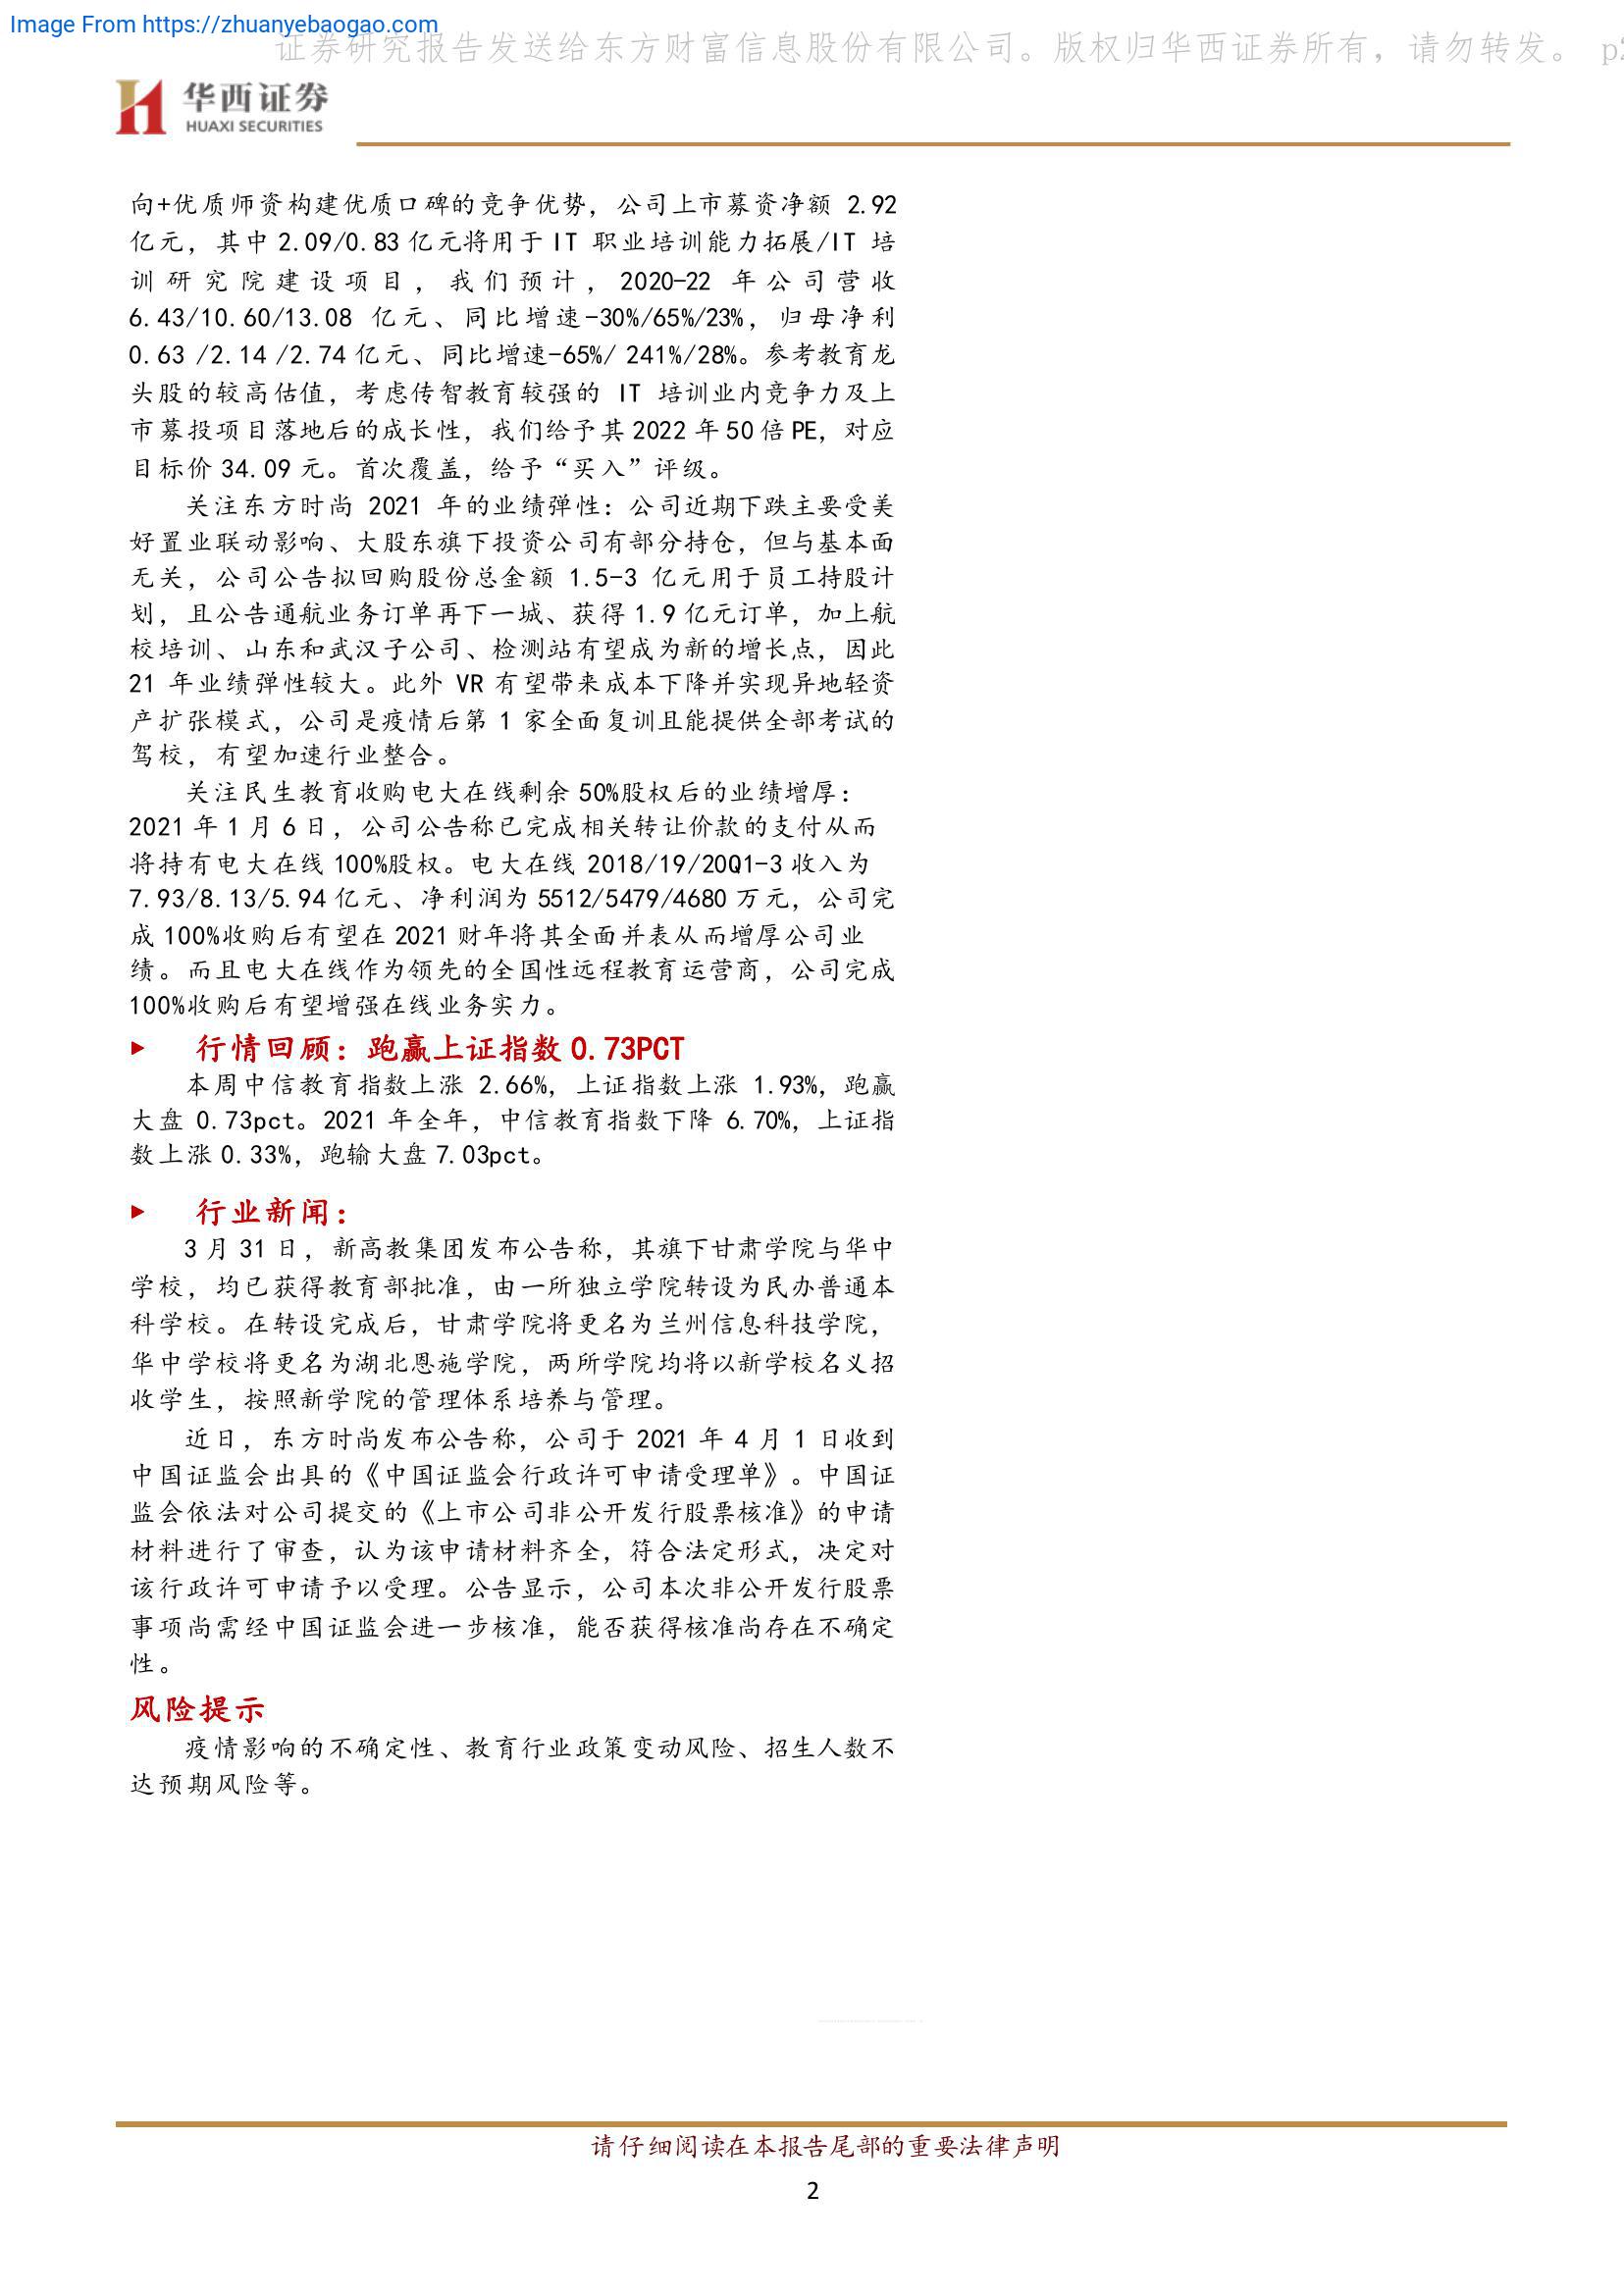 Image From https://zhuanyebaogao.com
证券研究报告发送给东方财富信息股份有限公司。版权归华西证券所有，请勿转发。 p2
华西证券
HUAXI SECURITIES
向+优质师资构建优质口碑的竞争优势，公司上市募资净额 2.92
亿元，其中 2.09/0.83 亿元将用于 IT 职业培训能力拓展/IT 培
训研究院建设项目，我们预计，2020-22 年公司营收
6.43/10.60/13.08 亿元、同比增速-30%/65%/23%，归母净利
0.63 /2.14 /2.74 亿元、同比增速-65%/ 241%/28%。参考教育龙
头股的较高估值，考虑传智教育较强的 IT 培训业内竞争力及上
市募投项目落地后的成长性，我们给予其 2022 年 50 倍 PE，对应
目标价 34.09 元。首次覆盖，给予“买入”评级。
关注东方时尚 2021 年的业绩弹性：公司近期下跌主要受美
好置业联动影响、大股东旗下投资公司有部分持仓，但与基本面
无关，公司公告拟回购股份总金额 1.5-3 亿元用于员工持股计
划，且公告通航业务订单再下一城、获得 1.9 亿元订单，加上航
校培训、山东和武汉子公司、检测站有望成为新的增长点，因此
21 年业绩弹性较大。此外 VR 有望带来成本下降并实现异地轻资
产扩张模式，公司是疫情后第 1 家全面复训且能提供全部考试的
驾校，有望加速行业整合。
关注民生教育收购电大在线剩余 50%股权后的业绩增厚：
2021 年 1 月 6 日，公司公告称已完成相关转让价款的支付从而
将持有电大在线 100%股权。电大在线 2018/19/20Q1-3 收入为
7.93/8.13/5.94 亿元、净利润为 5512/5479/4680 万元，公司完
成 100%收购后有望在 2021 财年将其全面并表从而增厚公司业
绩。而且电大在线作为领先的全国性远程教育运营商，公司完成
100%收购后有望增强在线业务实力。
▶ 行情回顾：跑赢上证指数 0.73PCT
本周中信教育指数上涨 2.66%，上证指数上涨 1.93%，跑赢
大盘 0.73pct。2021 年全年，中信教育指数下降 6.70%，上证指
数上涨 0.33%，跑输大盘 7.03pct。
▶ 行业新闻：
3 月 31 日，新高教集团发布公告称，其旗下甘肃学院与华中
学校，均已获得教育部批准，由一所独立学院转设为民办普通本
科学校。在转设完成后，甘肃学院将更名为兰州信息科技学院，
华中学校将更名为湖北恩施学院，两所学院均将以新学校名义招
收学生，按照新学院的管理体系培养与管理。
近日，东方时尚发布公告称，公司于 2021 年 4 月 1 日收到
中国证监会出具的《中国证监会行政许可申请受理单》。中国证
监会依法对公司提交的《上市公司非公开发行股票核准》的申请
材料进行了审查，认为该申请材料齐全，符合法定形式，决定对
该行政许可申请予以受理。公告显示，公司本次非公开发行股票
事项尚需经中国证监会进一步核准，能否获得核准尚存在不确定
性。
风险提示
疫情影响的不确定性、教育行业政策变动风险、招生人数不
达预期风险等。
请仔细阅读在本报告尾部的重要法律声明
2